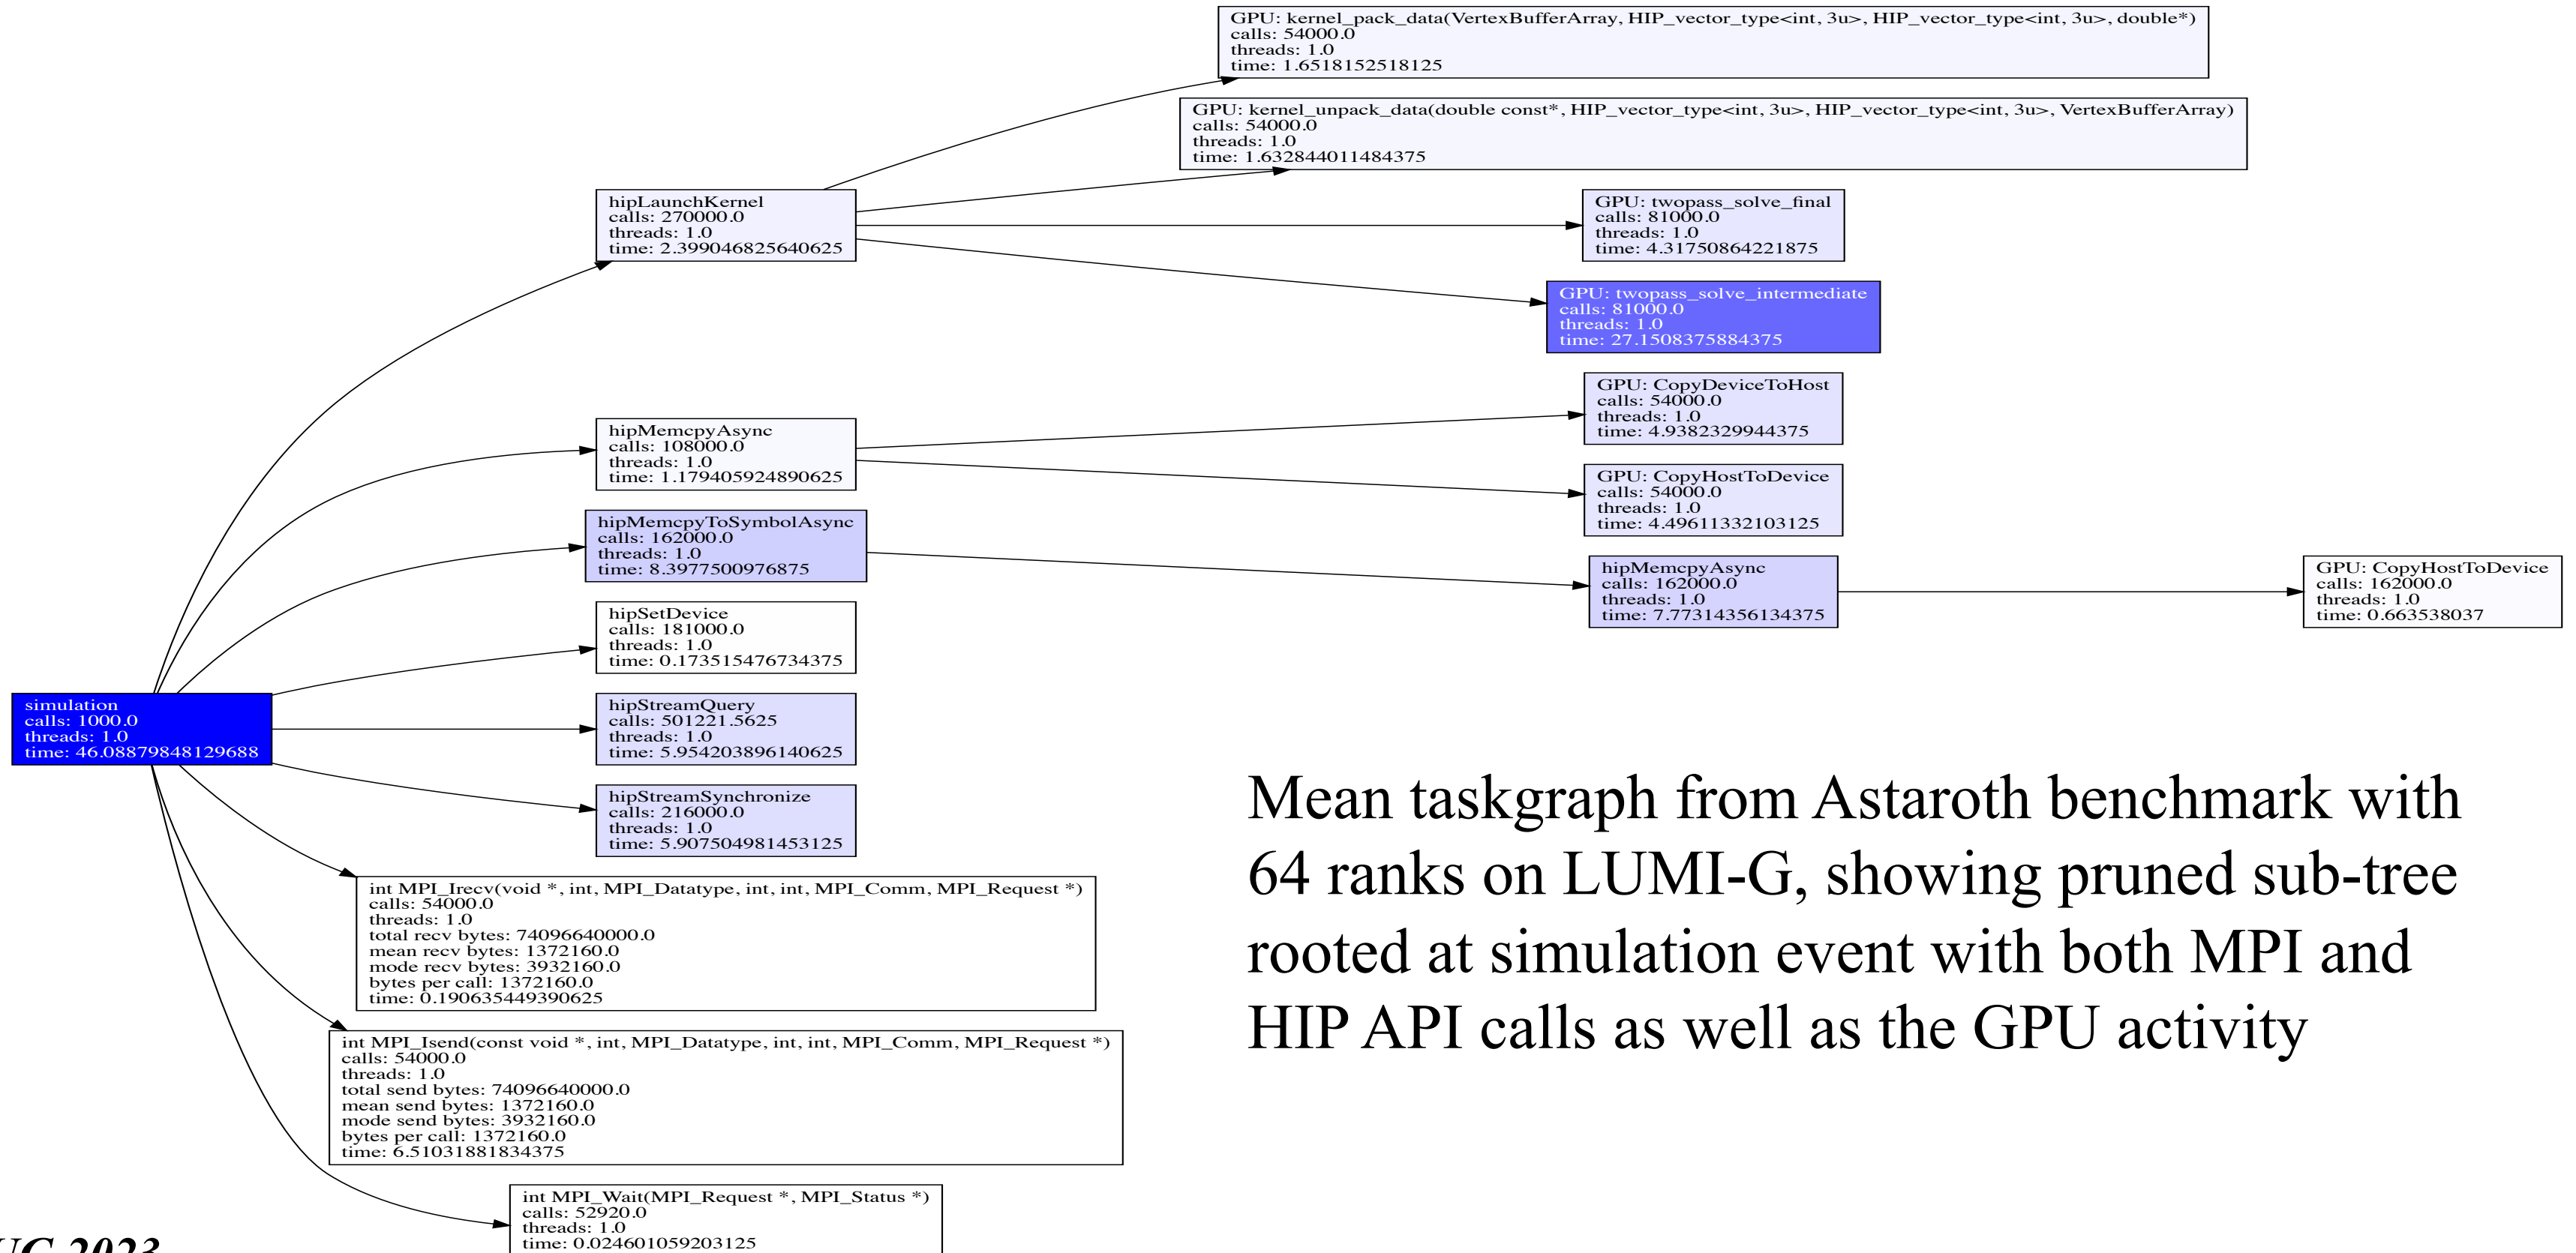 GPU: kernel_pack_data(VertexBufferArray, HIP_vector_type<int, 3u>, HIP_vector_type<int, 3u>, double*)
calls: 54000.0
threads: 1.0
time: 1.6518152518125
GPU: kernel_unpack_data(double const*, HIP_vector_type<int, 3u>, HIP_vector_type<int, 3u>, VertexBufferArray)
calls: 54000.0
threads: 1.0
time: 1.632844011484375
hipLaunchKernel
calls: 270000.0
threads: 1.0
time: 2.399046825640625
GPU: twopass_solve_final
calls: 81000.0
threads: 1.0
time: 4.31750864221875
GPU: twopass_solve_intermediate
calls: 81000.0
threads: 1.0
time: 27.1508375884375
hipMemcpyAsync
calls: 108000.0
threads: 1.0
time: 1.179405924890625
GPU: CopyDeviceToHost
calls: 54000.0
threads: 1.0
time: 4.9382329944375
GPU: CopyHostToDevice
calls: 54000.0
threads: 1.0
time: 4.49611332103125
hipMemcpyToSymbolAsync
calls: 162000.0
threads: 1.0
time: 8.3977500976875
hipMemcpyAsync
calls: 162000.0
threads: 1.0
time: 7.77314356134375
GPU: CopyHostToDevice
calls: 162000.0
threads: 1.0
time: 0.663538037
hipSetDevice
calls: 181000.0
threads: 1.0
time: 0.173515476734375
simulation
calls: 1000.0
threads: 1.0
time: 46.08879848129688
hipStreamQuery
calls: 501221.5625
threads: 1.0
time: 5.954203896140625
hipStreamSynchronize
calls: 216000.0
threads: 1.0
time: 5.907504981453125
int MPI_Irecv(void *, int, MPI_Datatype, int, int, MPI_Comm, MPI_Request *)
calls: 54000.0
threads: 1.0
total recv bytes: 74096640000.0
mean recv bytes: 1372160.0
mode recv bytes: 3932160.0
bytes per call: 1372160.0
time: 0.190635449390625
int MPI_Isend(const void *, int, MPI_Datatype, int, int, MPI_Comm, MPI_Request *)
calls: 54000.0
threads: 1.0
total send bytes: 74096640000.0
mean send bytes: 1372160.0
mode send bytes: 3932160.0
bytes per call: 1372160.0
time: 6.51031881834375
int MPI_Wait(MPI_Request *, MPI_Status *)
calls: 52920.0
threads: 1.0
time: 0.024601059203125
Mean taskgraph from Astaroth benchmark with
64 ranks on LUMI-G, showing pruned sub-tree
rooted at simulation event with both MPI and
HIP API calls as well as the GPU activity
2023